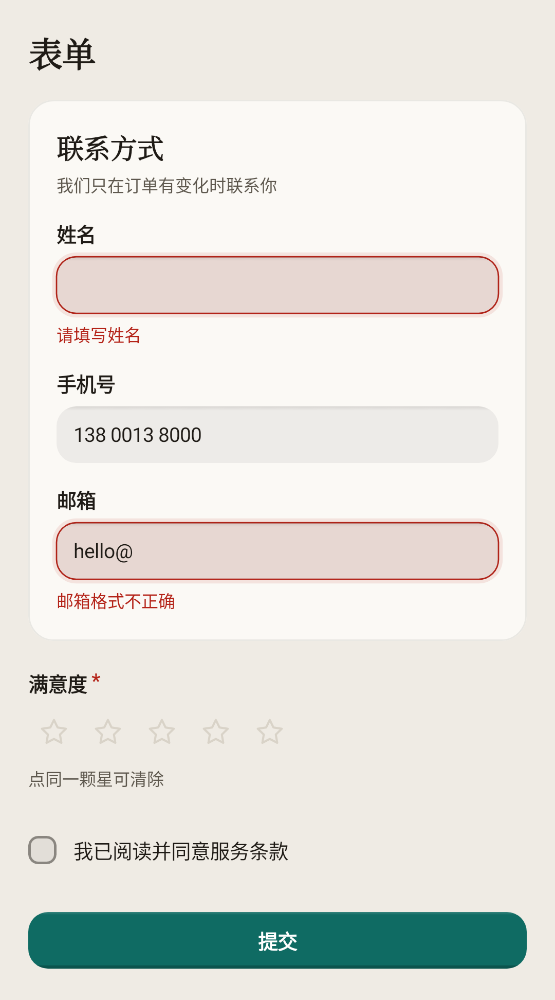 表单
联系方式
我们只在订单有变化时联系你
姓名
请填写姓名
手机号
138 0013 8000
邮箱
hello@
邮箱格式不正确
满意度 *
点同一颗星可清除
我已阅读并同意服务条款
提交